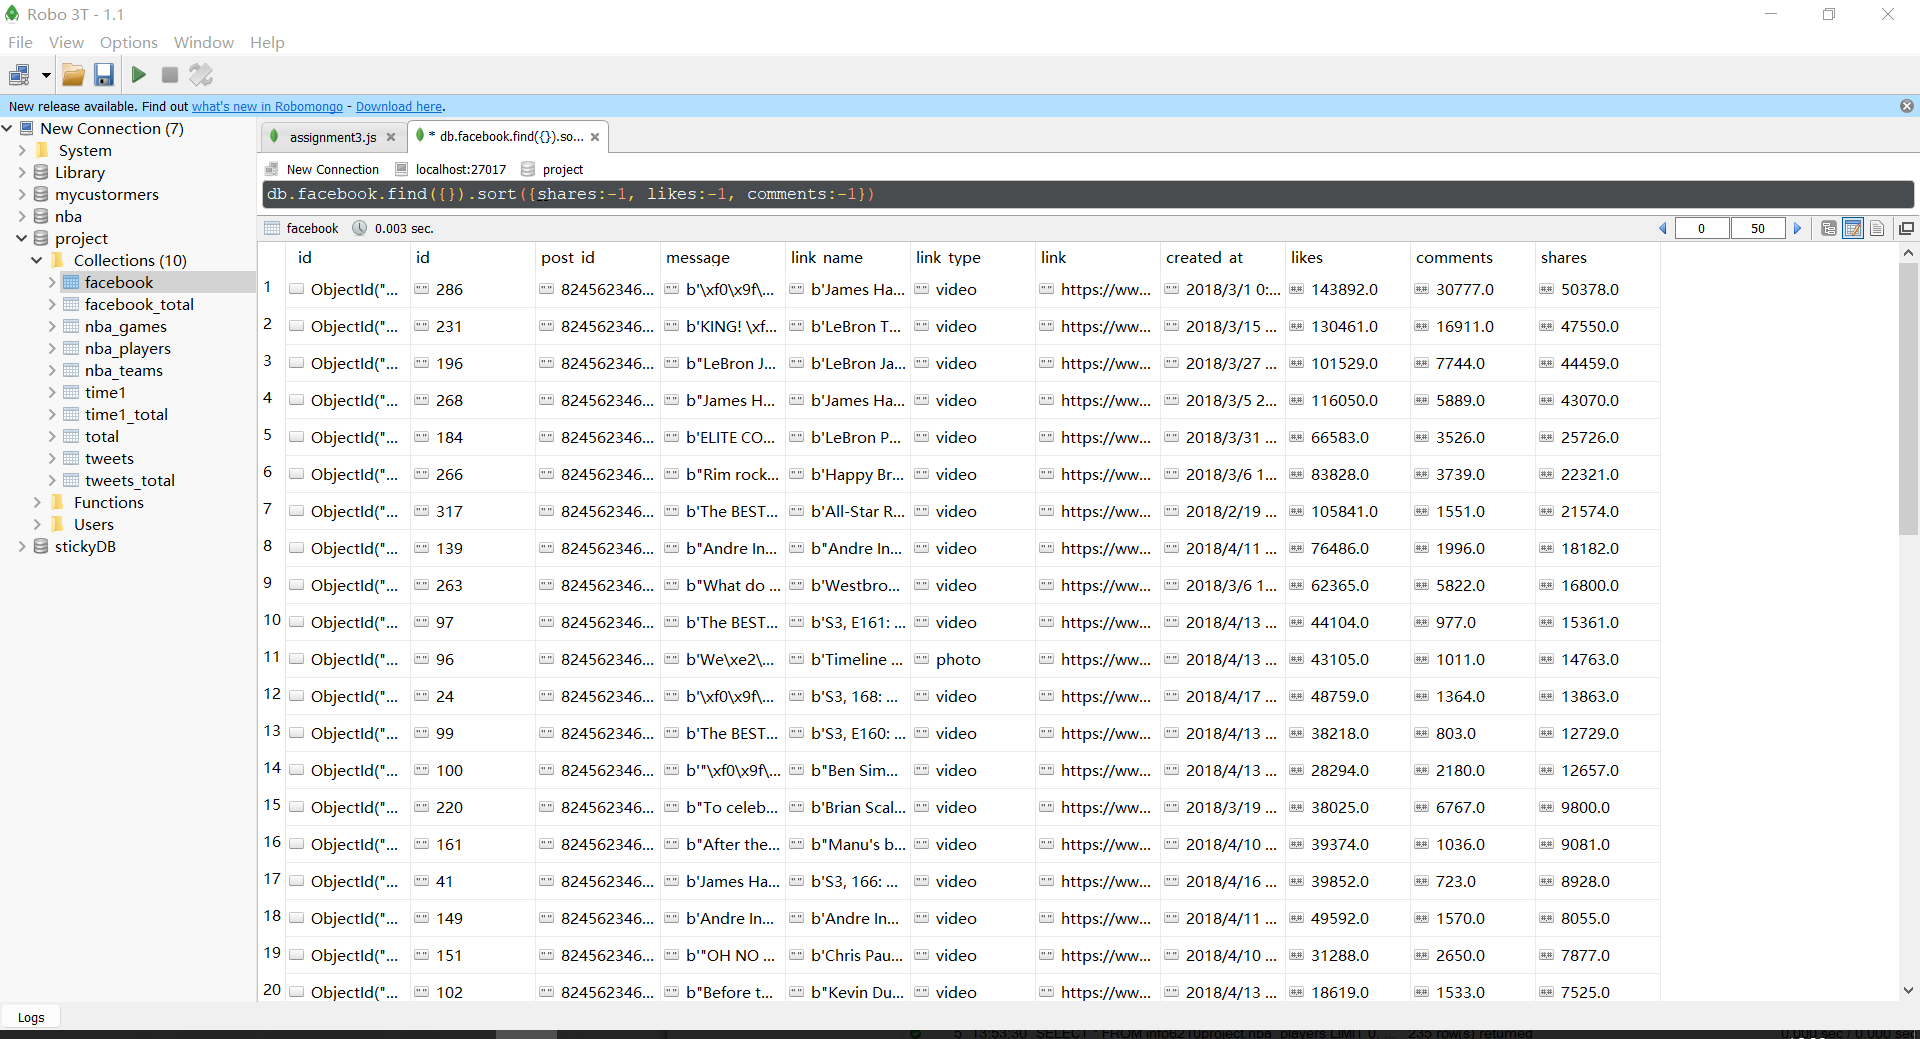 Robo 3T - 1.1
File View Options Window Help
New release available. Find out what's new in Robomongo - Download here.
New Connection (7)
System
Library
mycustormers
nba
project
Collections (10)
facebook
facebook_total
nba_games
nba_players
nba_teams
time1
time1_total
total
tweets
tweets_total
Functions
Users
stickyDB
assignment3.js
* db.facebook.find({}).so...
New Connection localhost:27017 project
db.facebook.find({}).sort({shares:-1, likes:-1, comments:-1})
facebook 0.003 sec. 0 50
id id post id message link name link type link created at likes comments shares
1 ObjectId("... 286 824562346... b'\xf0\x9f\... b'James Ha... video https://ww... 2018/3/1 0:... 143892.0 30777.0 50378.0
2 ObjectId("... 231 824562346... b'KING! \xf... b'LeBron T... video https://ww... 2018/3/15 ... 130461.0 16911.0 47550.0
3 ObjectId("... 196 824562346... b"LeBron J... b'LeBron Ja... video https://ww... 2018/3/27 ... 101529.0 7744.0 44459.0
4 ObjectId("... 268 824562346... b"James H... b'James Ha... video https://ww... 2018/3/5 2... 116050.0 5889.0 43070.0
5 ObjectId("... 184 824562346... b'ELITE CO... b'LeBron P... video https://ww... 2018/3/31 ... 66583.0 3526.0 25726.0
6 ObjectId("... 266 824562346... b"Rim rock... b'Happy Br... video https://ww... 2018/3/6 1... 83828.0 3739.0 22321.0
7 ObjectId("... 317 824562346... b'The BEST... b'All-Star R... video https://ww... 2018/2/19 ... 105841.0 1551.0 21574.0
8 ObjectId("... 139 824562346... b"Andre In... b"Andre In... video https://ww... 2018/4/11 ... 76486.0 1996.0 18182.0
9 ObjectId("... 263 824562346... b"What do ... b'Westbro... video https://ww... 2018/3/6 1... 62365.0 5822.0 16800.0
10 ObjectId("... 97 824562346... b'The BEST... b'S3, E161: ... video https://ww... 2018/4/13 ... 44104.0 977.0 15361.0
11 ObjectId("... 96 824562346... b'We\xe2\... b'Timeline ... photo https://ww... 2018/4/13 ... 43105.0 1011.0 14763.0
12 ObjectId("... 24 824562346... b'\xf0\x9f\... b'S3, 168: ... video https://ww... 2018/4/17 ... 48759.0 1364.0 13863.0
13 ObjectId("... 99 824562346... b'The BEST... b'S3, E160: ... video https://ww... 2018/4/13 ... 38218.0 803.0 12729.0
14 ObjectId("... 100 824562346... b'"\xf0\x9f\... b"Ben Sim... video https://ww... 2018/4/13 ... 28294.0 2180.0 12657.0
15 ObjectId("... 220 824562346... b"To celeb... b'Brian Scal... video https://ww... 2018/3/19 ... 38025.0 6767.0 9800.0
16 ObjectId("... 161 824562346... b"After the... b"Manu's b... video https://ww... 2018/4/10 ... 39374.0 1036.0 9081.0
17 ObjectId("... 41 824562346... b'James Ha... b'S3, 166: ... video https://ww... 2018/4/16 ... 39852.0 723.0 8928.0
18 ObjectId("... 149 824562346... b'Andre In... b'Andre In... video https://ww... 2018/4/11 ... 49592.0 1570.0 8055.0
19 ObjectId("... 151 824562346... b'"OH NO ... b'Chris Pau... video https://ww... 2018/4/10 ... 31288.0 2650.0 7877.0
20 ObjectId("... 102 824562346... b"Before t... b"Kevin Du... video https://ww... 2018/4/13 ... 18619.0 1533.0 7525.0
Logs